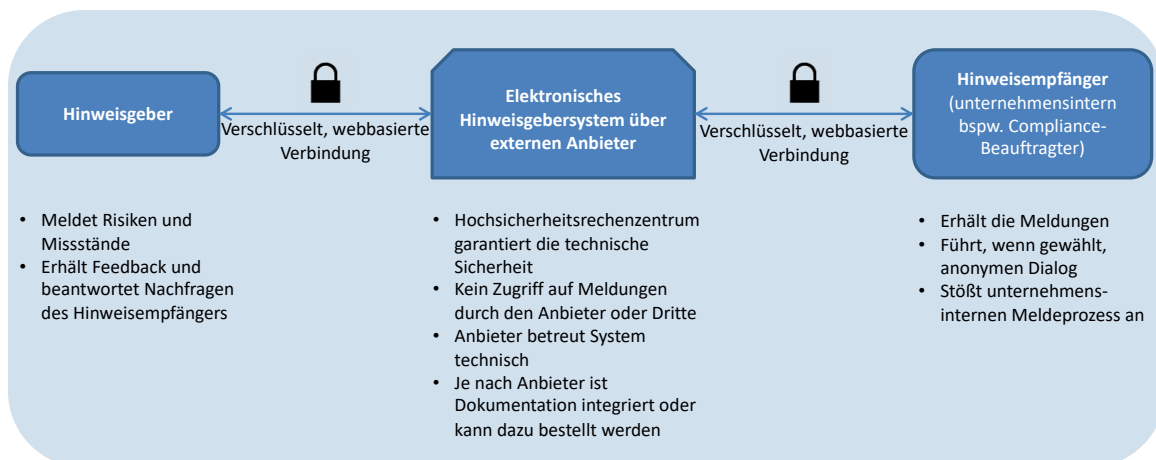 Hinweisgeber
Verschlüsselt, webbasierte
Verbindung
Elektronisches
Hinweisgebersystem über
externen Anbieter
Verschlüsselt, webbasierte
Verbindung
Hinweisempfänger
(unternehmensintern
bspw. Compliance-
Beauftragter)
• Meldet Risiken und
Missstände
• Erhält Feedback und
beantwortet Nachfragen
des Hinweisempfängers
• Hochsicherheitsrechenzentrum
garantiert die technische
Sicherheit
• Kein Zugriff auf Meldungen
durch den Anbieter oder Dritte
• Anbieter betreut System
technisch
• Je nach Anbieter ist
Dokumentation integriert oder
kann dazu bestellt werden
• Erhält die Meldungen
• Führt, wenn gewählt,
anonymen Dialog
• Stößt unternehmens-
internen Meldeprozess an